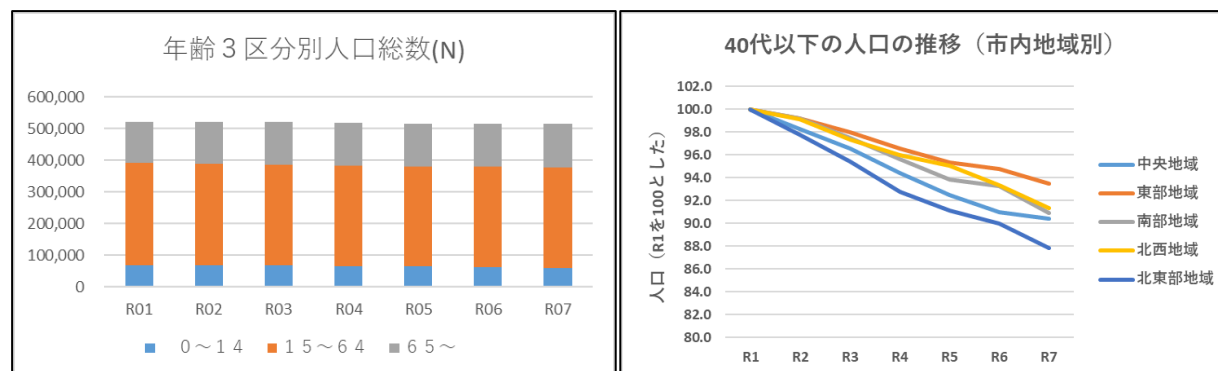 年齢３区分別人口総数(N)
600,000
500,000
400,000
300,000
200,000
100,000
0
R01 R02 R03 R04 R05 R06 R07
０～１４ １５～６４ ６５～
40代以下の人口の推移（市内地域別）
人口（R1を100とした）
102.0
100.0
98.0
96.0
94.0
92.0
90.0
88.0
86.0
84.0
82.0
80.0
R1 R2 R3 R4 R5 R6 R7
中央地域
東部地域
南部地域
北西地域
北東部地域